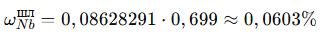 ω_{Nb}^{шл} = 0,08628291 · 0,699 ≈ 0,0603%